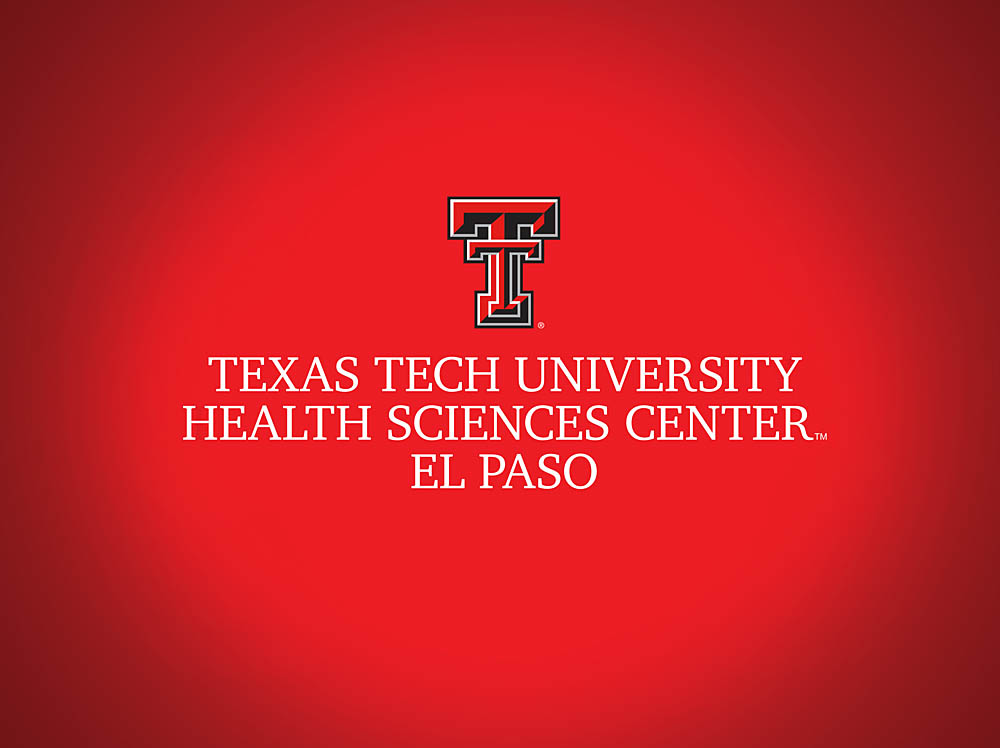 ®
TEXAS TECH UNIVERSITY
HEALTH SCIENCES CENTER™
EL PASO